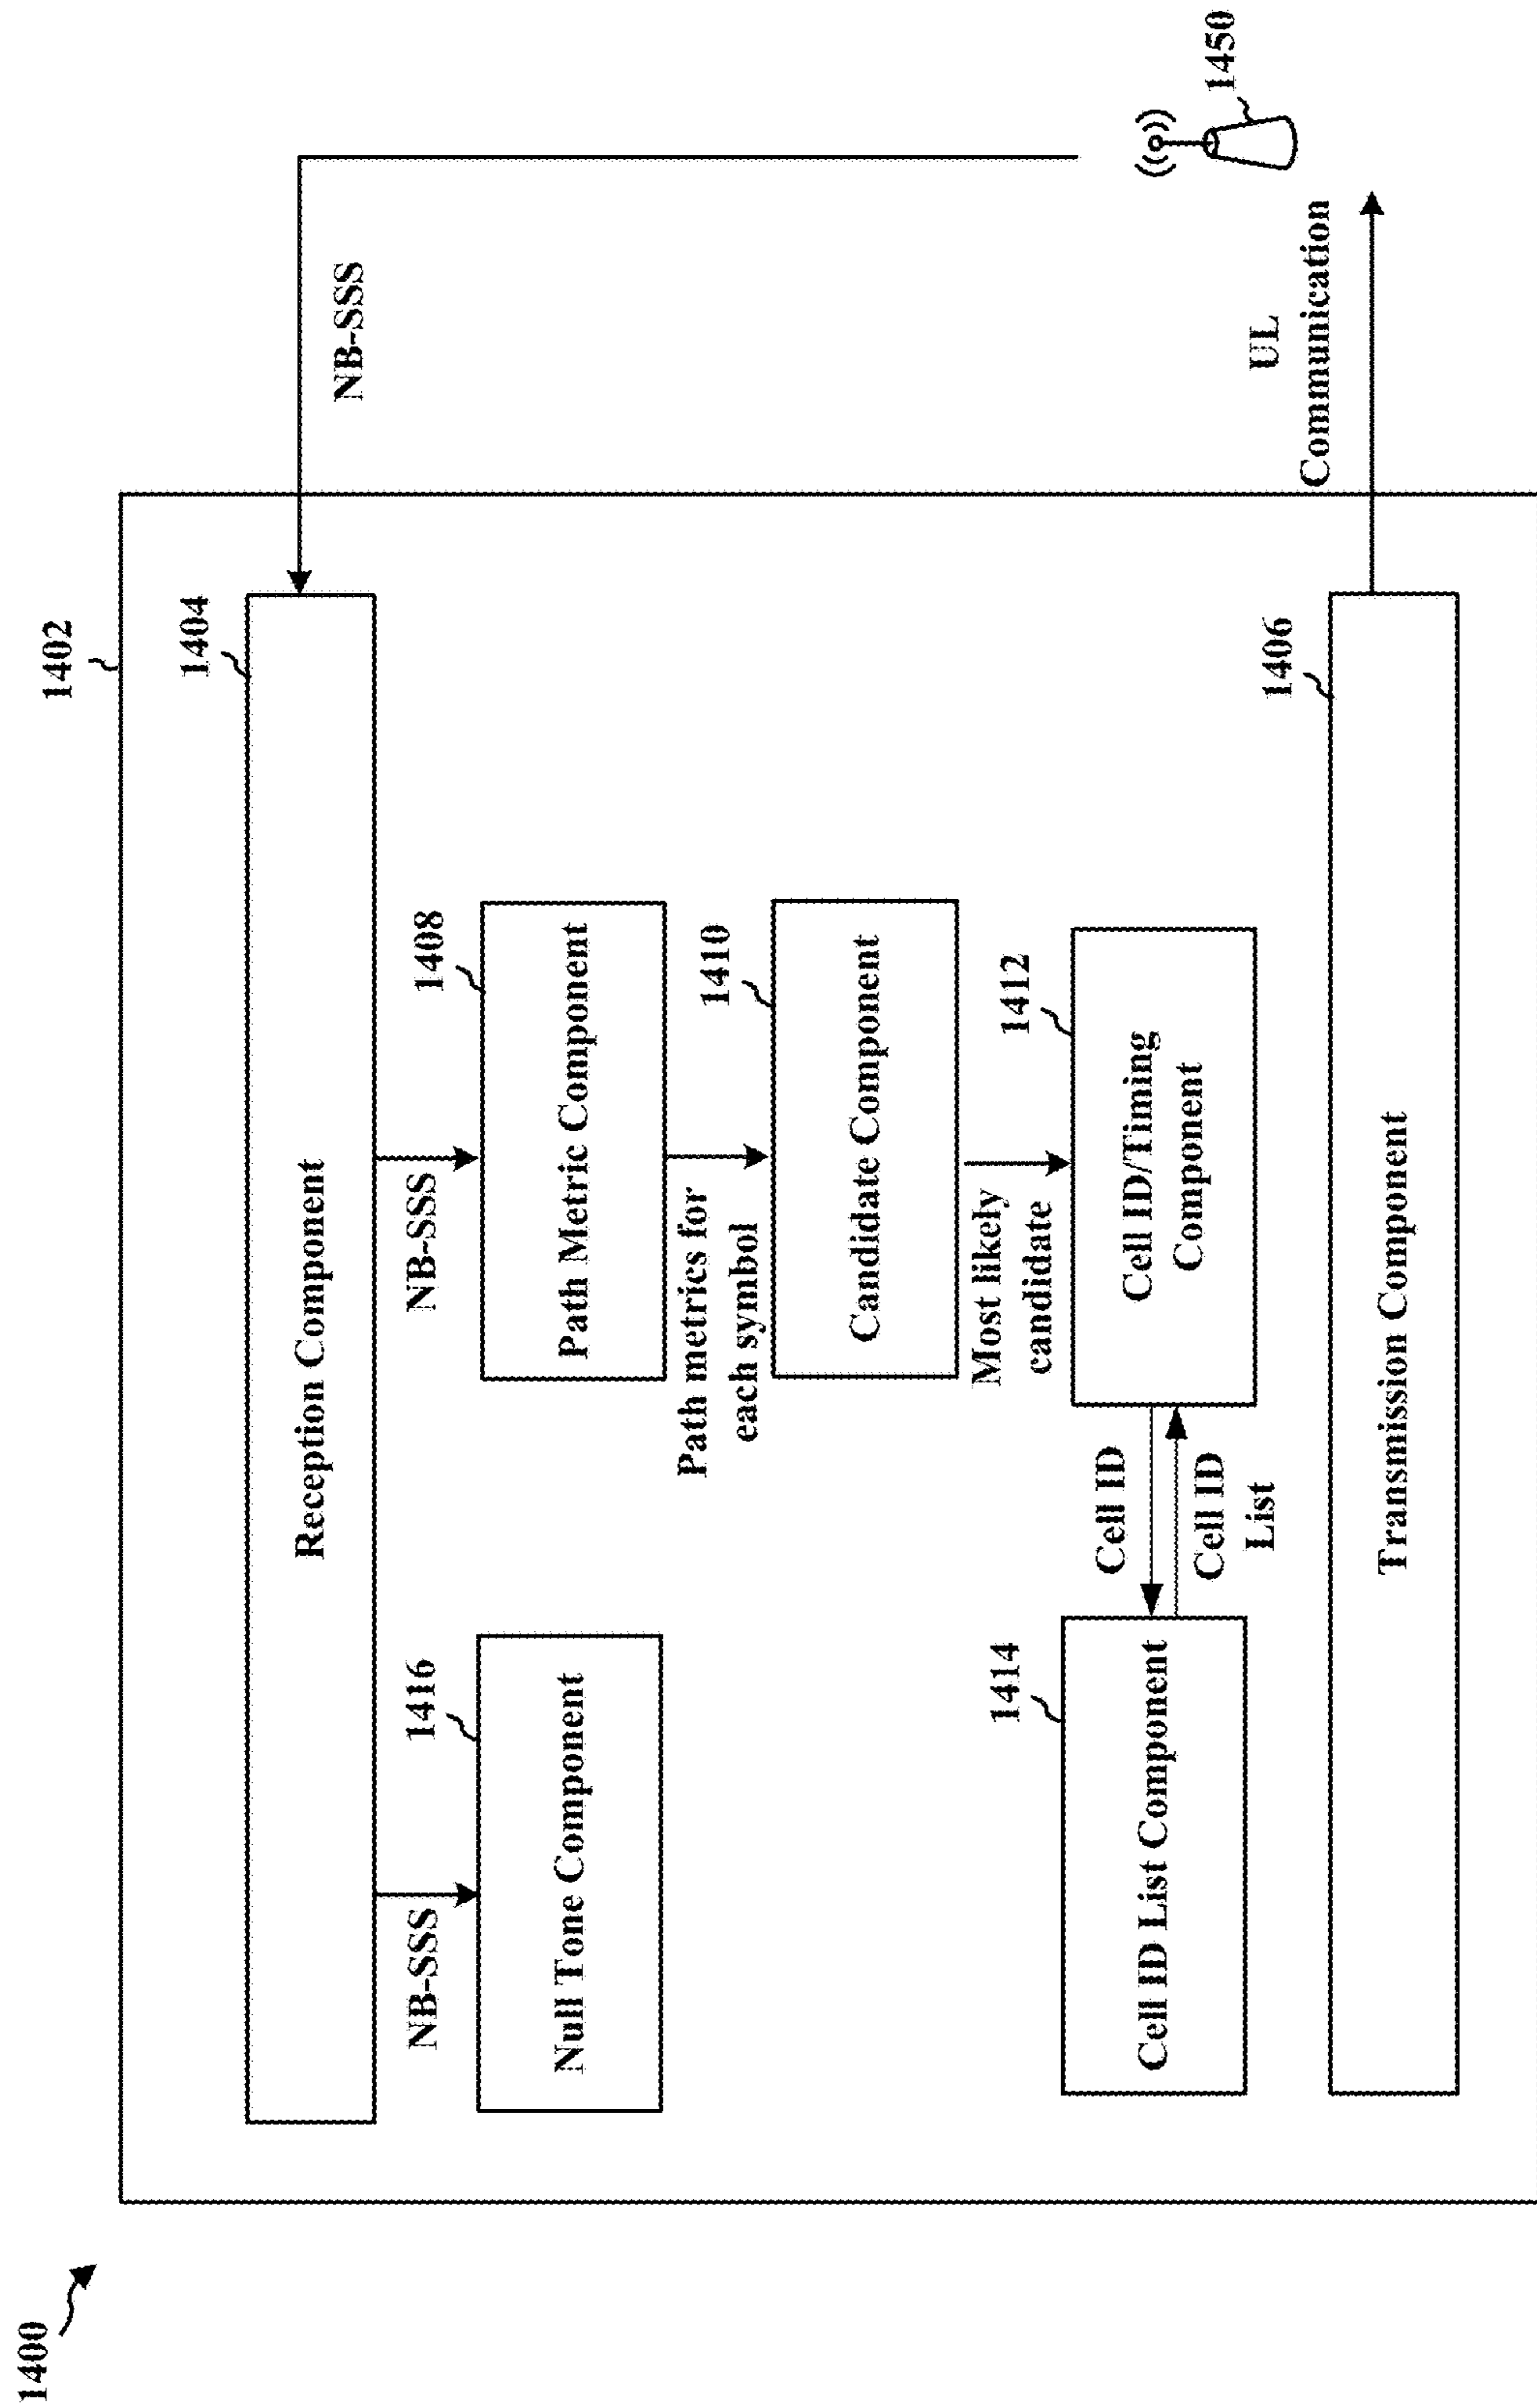 1400
1402
1404
Reception Component
NB-SSS
NB-SSS
NB-SSS
1416
Null Tone Component
1408
Path Metric Component
Path metrics for
each symbol
1410
Candidate Component
Most likely
candidate
1412
Cell ID/Timing
Component
Cell ID
Cell ID
List
1414
Cell ID List Component
1406
Transmission Component
UL
Communication
1450